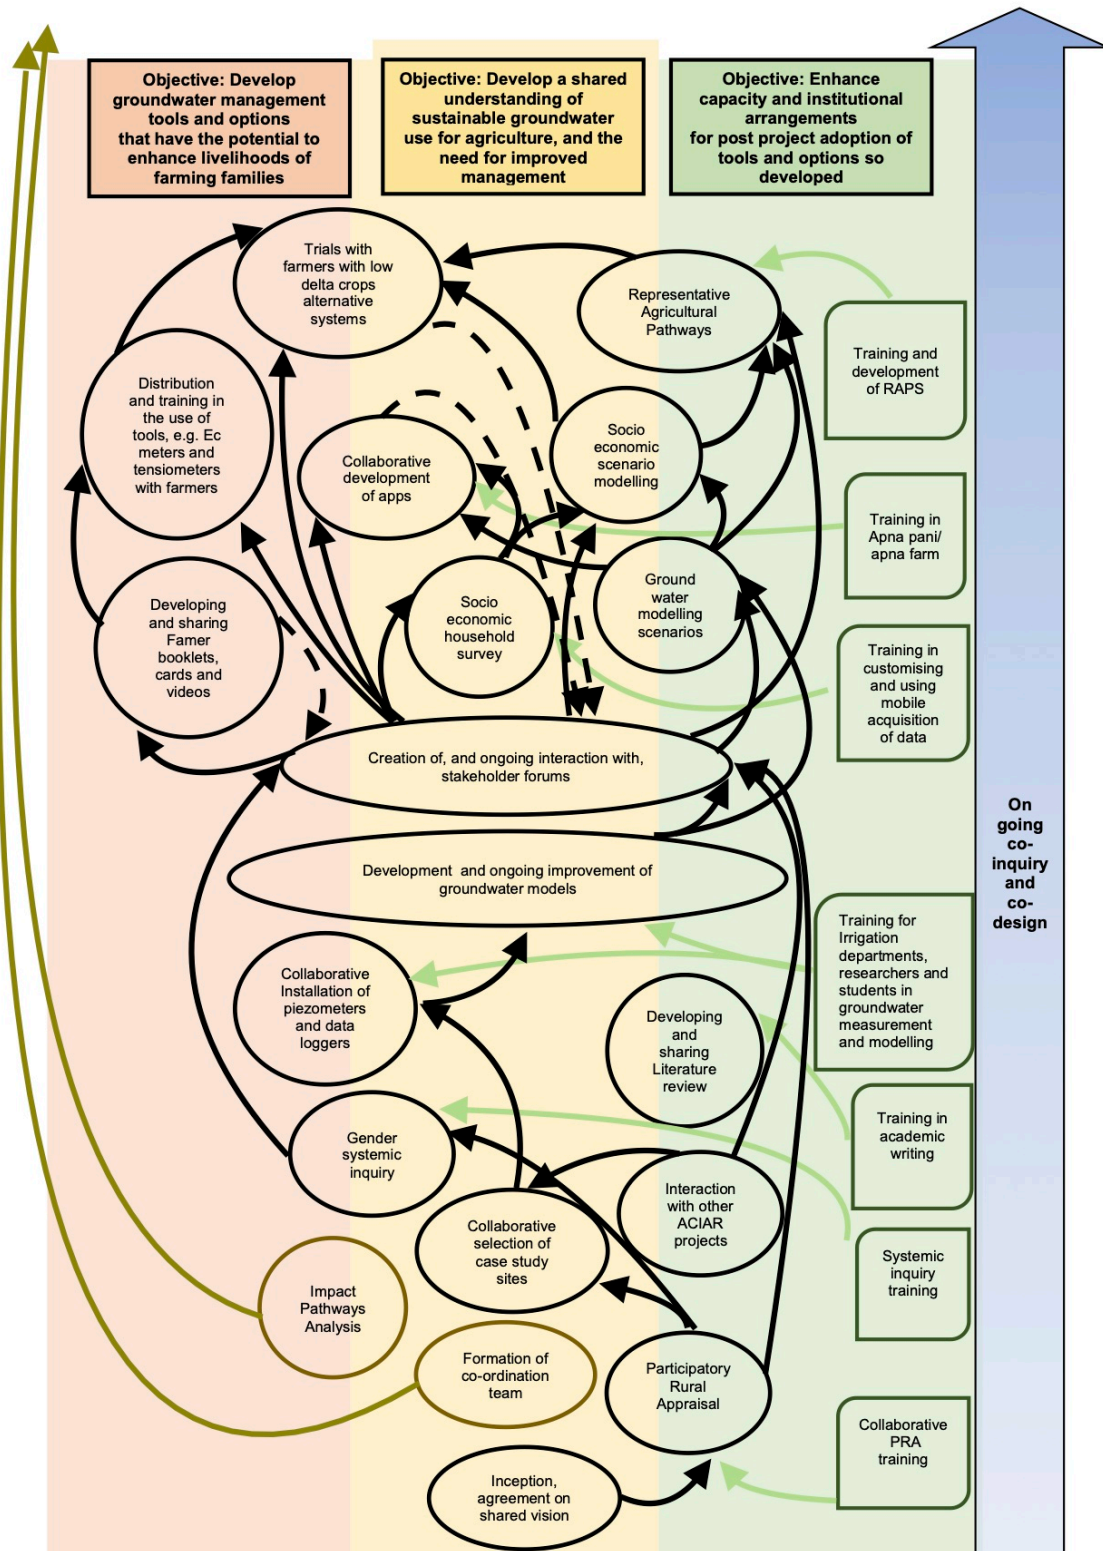 Objective: Develop
groundwater management
tools and options
that have the potential to
enhance livelihoods of
farming families
Objective: Develop a shared
understanding of
sustainable groundwater
use for agriculture, and the
need for improved
management
Objective: Enhance
capacity and institutional
arrangements
for post project adoption of
tools and options so
developed
Trials with
farmers with low
delta crops
alternative
systems
Representative
Agricultural
Pathways
Training and
development
of RAPS
Distribution
and training in
the use of
tools, e.g. Ec
meters and
tensiometers
with farmers
Collaborative
development
of apps
Socio
economic
scenario
modelling
Training in
Apna pani/
apna farm
Developing
and sharing
Famer
booklets,
cards and
videos
Socio
economic
household
survey
Ground
water
modelling
scenarios
Training in
customising
and using
mobile
acquisition
of data
Creation of, and ongoing interaction with,
stakeholder forums
Development and ongoing improvement of
groundwater models
On
going
co-
inquiry
and
co-
design
Collaborative
Installation of
piezometers
and data
loggers
Developing
and
sharing
Literature
review
Training for
Irrigation
departments,
researchers and
students in
groundwater
measurement
and modelling
Gender
systemic
inquiry
Training in
academic
writing
Collaborative
selection of
case study
sites
Interaction
with other
ACIAR
projects
Systemic
inquiry
training
Impact
Pathways
Analysis
Formation of
co-ordination
team
Participatory
Rural
Appraisal
Collaborative
PRA
training
Inception,
agreement on
shared vision